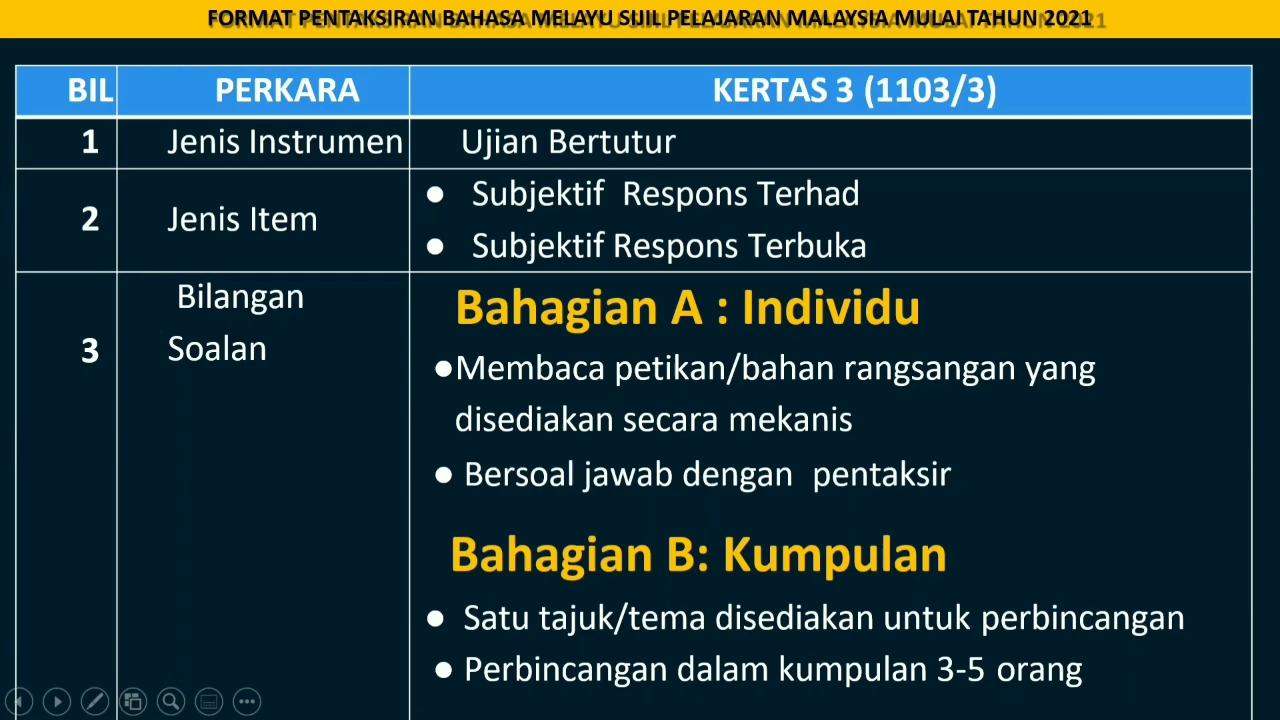 FORMAT PENTAKSIRAN BAHASA MELAYU SIJIL PELAJARAN MALAYSIA MULAI TAHUN 2021
BIL PERKARA KERTAS 3 (1103/3)
1 Jenis Instrumen Ujian Bertutur
2 Jenis Item
● Subjektif Respons Terhad
● Subjektif Respons Terbuka
3 Bilangan
Soalan
Bahagian A : Individu
●Membaca petikan/bahan rangsangan yang
disediakan secara mekanis
● Bersoal jawab dengan pentaksir
Bahagian B: Kumpulan
● Satu tajuk/tema disediakan untuk perbincangan
● Perbincangan dalam kumpulan 3-5 orang